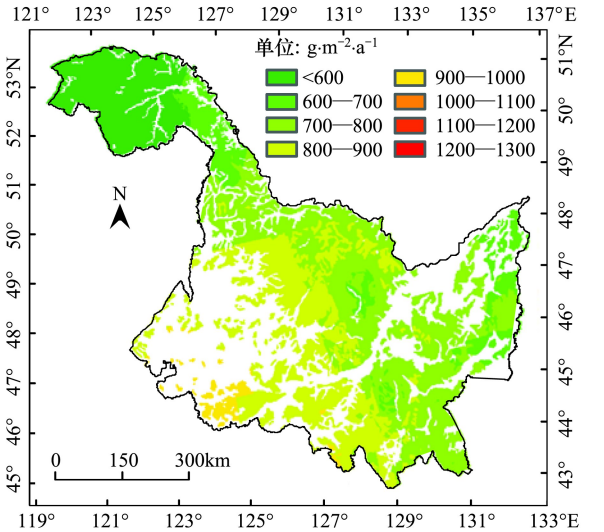 121° 123° 125° 127° 129° 131° 133° 135° 137° E
单位: g·m⁻²·a⁻¹
<600 900—1000
600—700 1000—1100
700—800 1100—1200
800—900 1200—1300
53°N
52°
51°
50°
49°
48°
47°
46°
45°
51°N
50°
49°
48°
47°
46°
45°
44°
43°
N
0 150 300km
119° 121° 123° 125° 127° 129° 131° 133° E